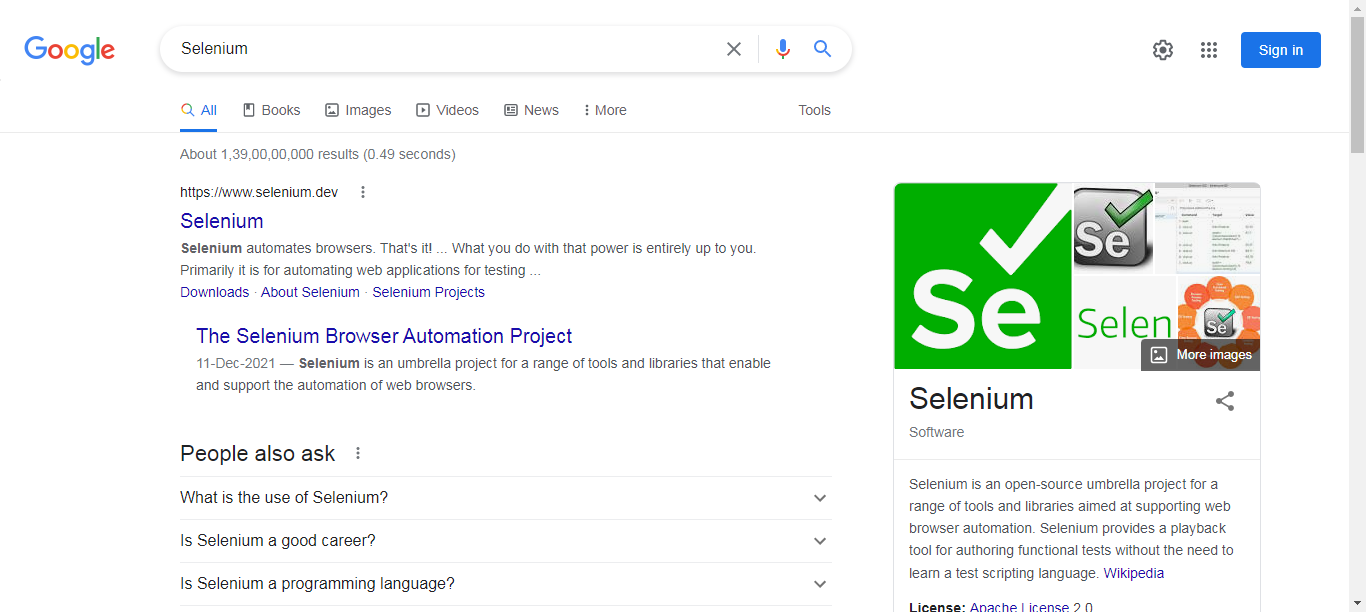 Google
Selenium
Sign in
All Books Images Videos News More Tools
About 1,39,00,00,000 results (0.49 seconds)
https://www.selenium.dev
Selenium
Selenium automates browsers. That's it! ... What you do with that power is entirely up to you.
Primarily it is for automating web applications for testing ...
Downloads · About Selenium · Selenium Projects
The Selenium Browser Automation Project
11-Dec-2021 — Selenium is an umbrella project for a range of tools and libraries that enable
and support the automation of web browsers.
People also ask
What is the use of Selenium?
Is Selenium a good career?
Is Selenium a programming language?
Se
Se
Selen
Se
More images
Selenium
Software
Selenium is an open-source umbrella project for a
range of tools and libraries aimed at supporting web
browser automation. Selenium provides a playback
tool for authoring functional tests without the need to
learn a test scripting language. Wikipedia
License: Apache License 2.0